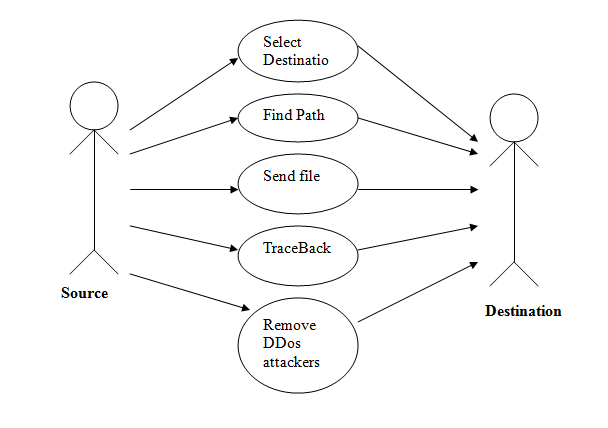 Select
Destinatio
Find Path
Send file
TraceBack
Source
Destination
Remove
DDos
attackers